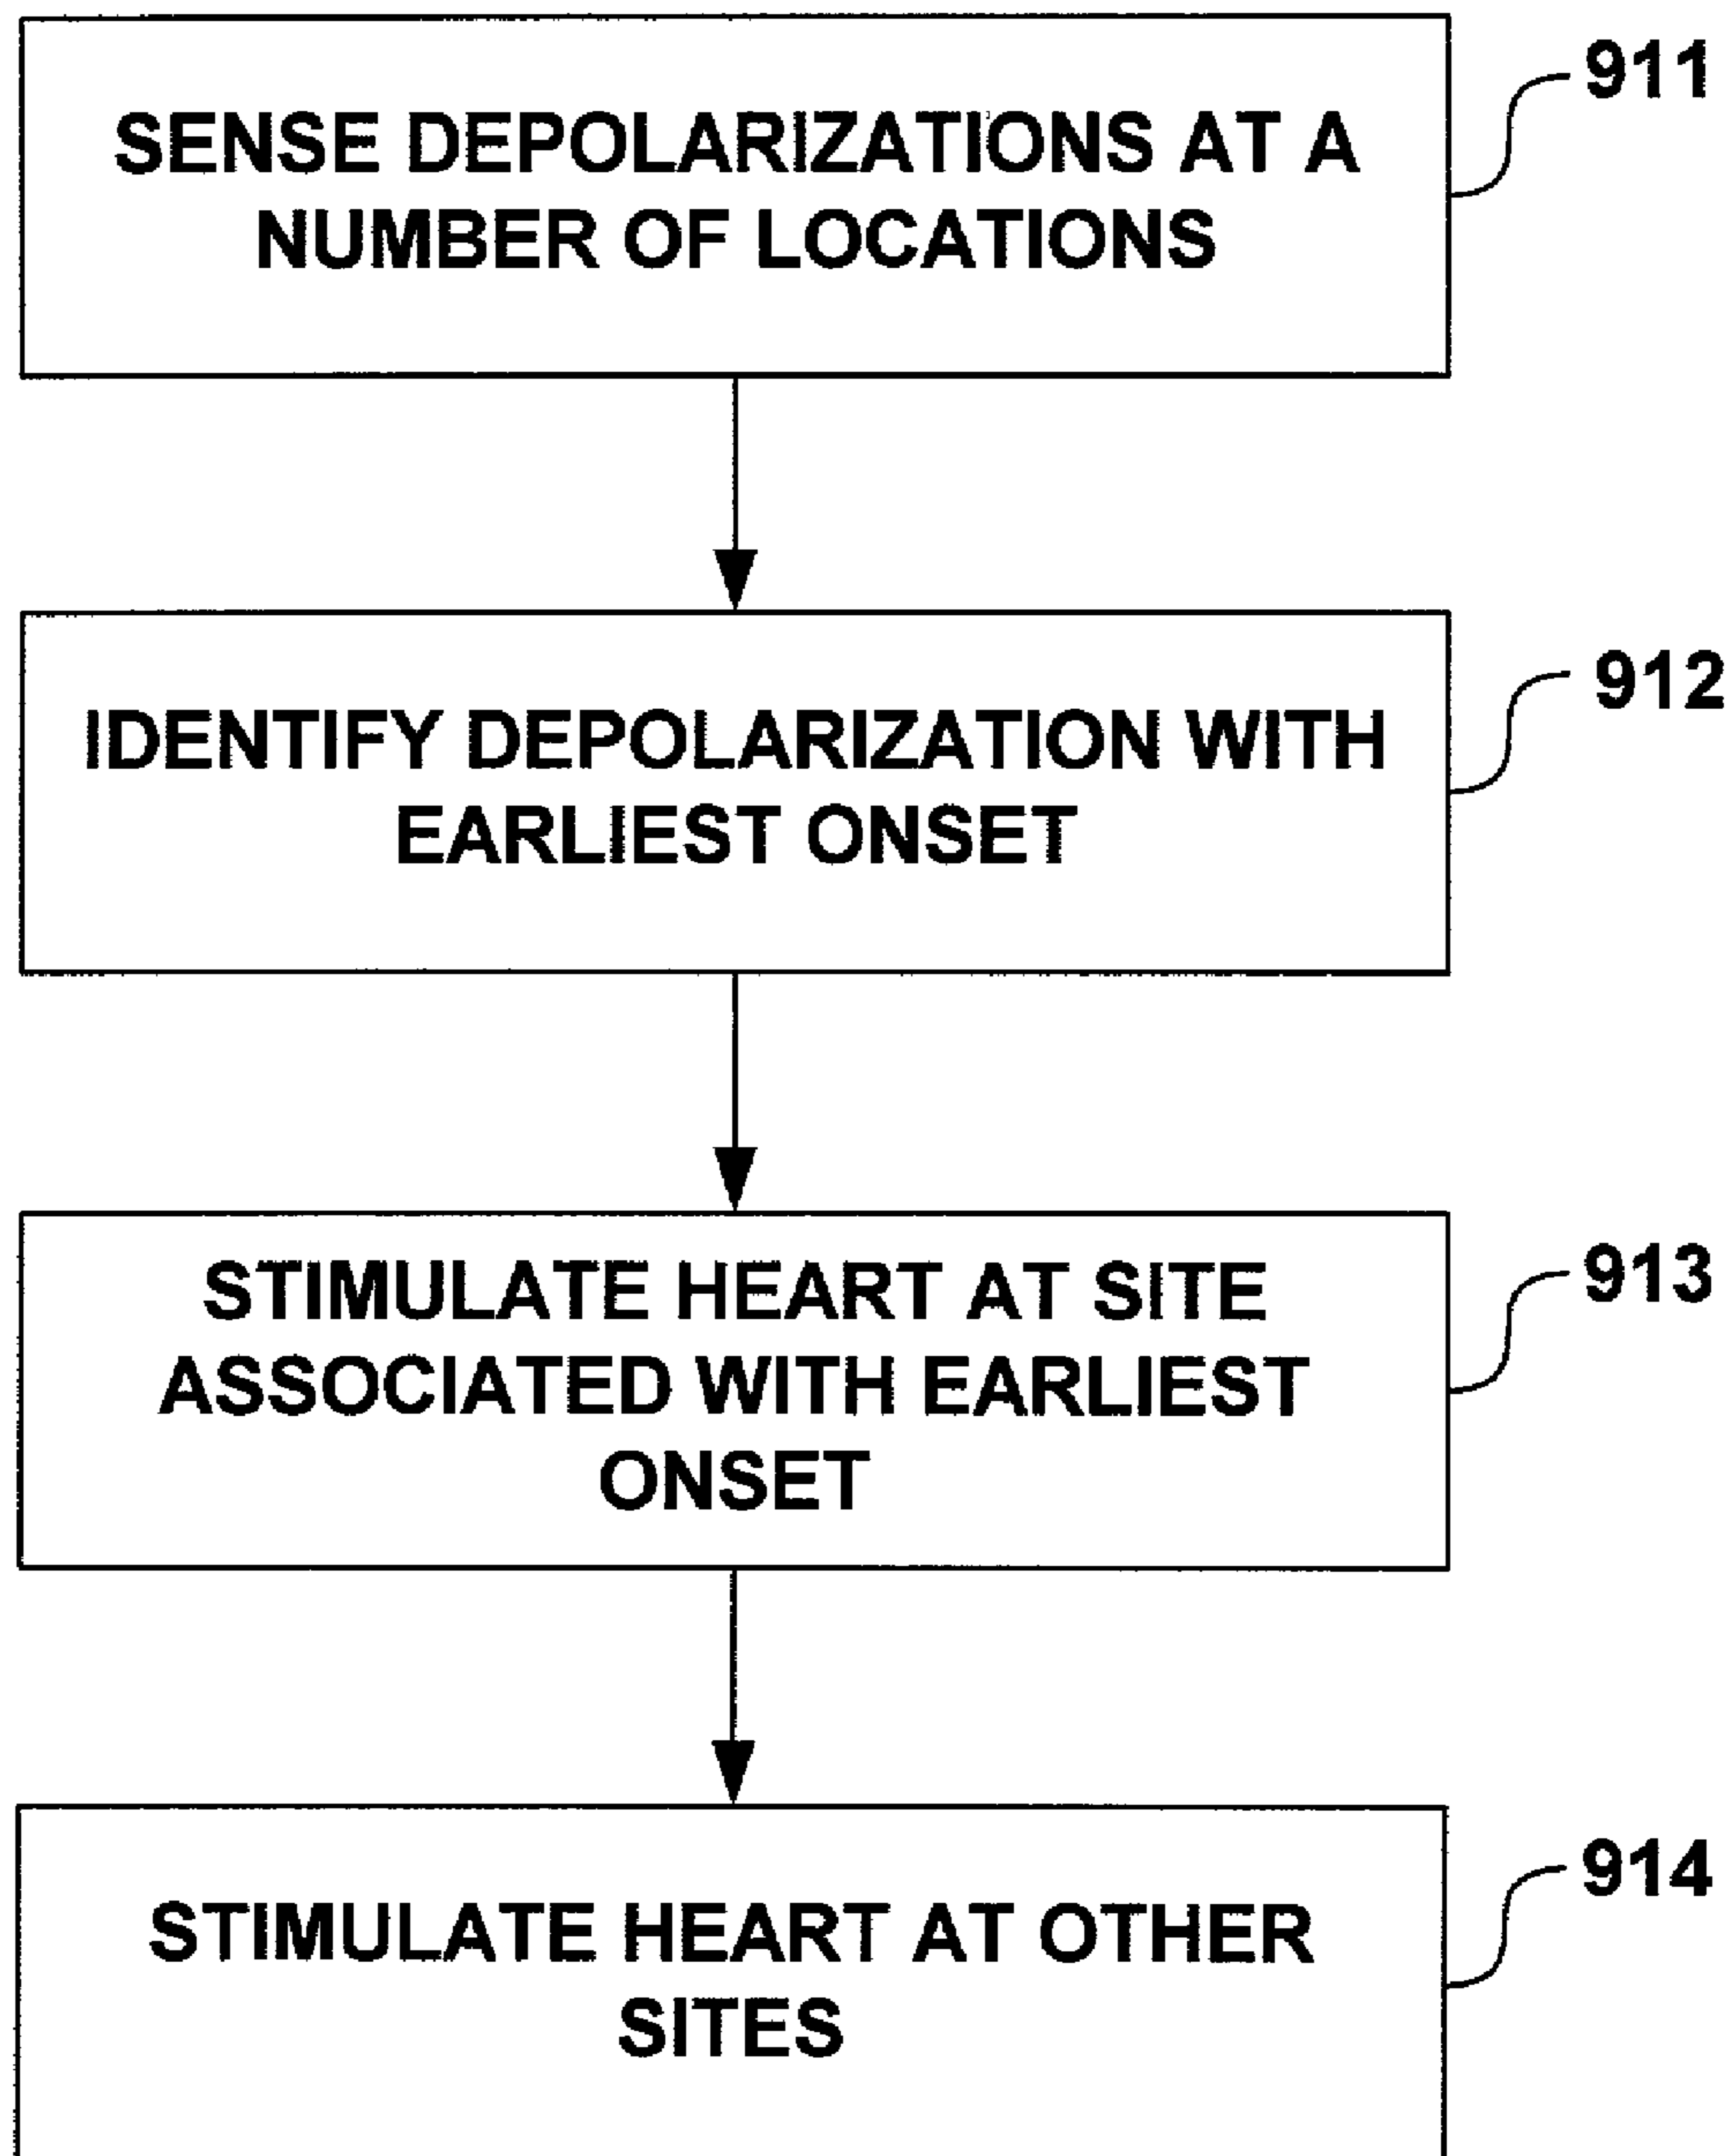 SENSE DEPOLARIZATIONS AT A
NUMBER OF LOCATIONS
911
IDENTIFY DEPOLARIZATION WITH
EARLIEST ONSET
912
STIMULATE HEART AT SITE
ASSOCIATED WITH EARLIEST
ONSET
913
STIMULATE HEART AT OTHER
SITES
914